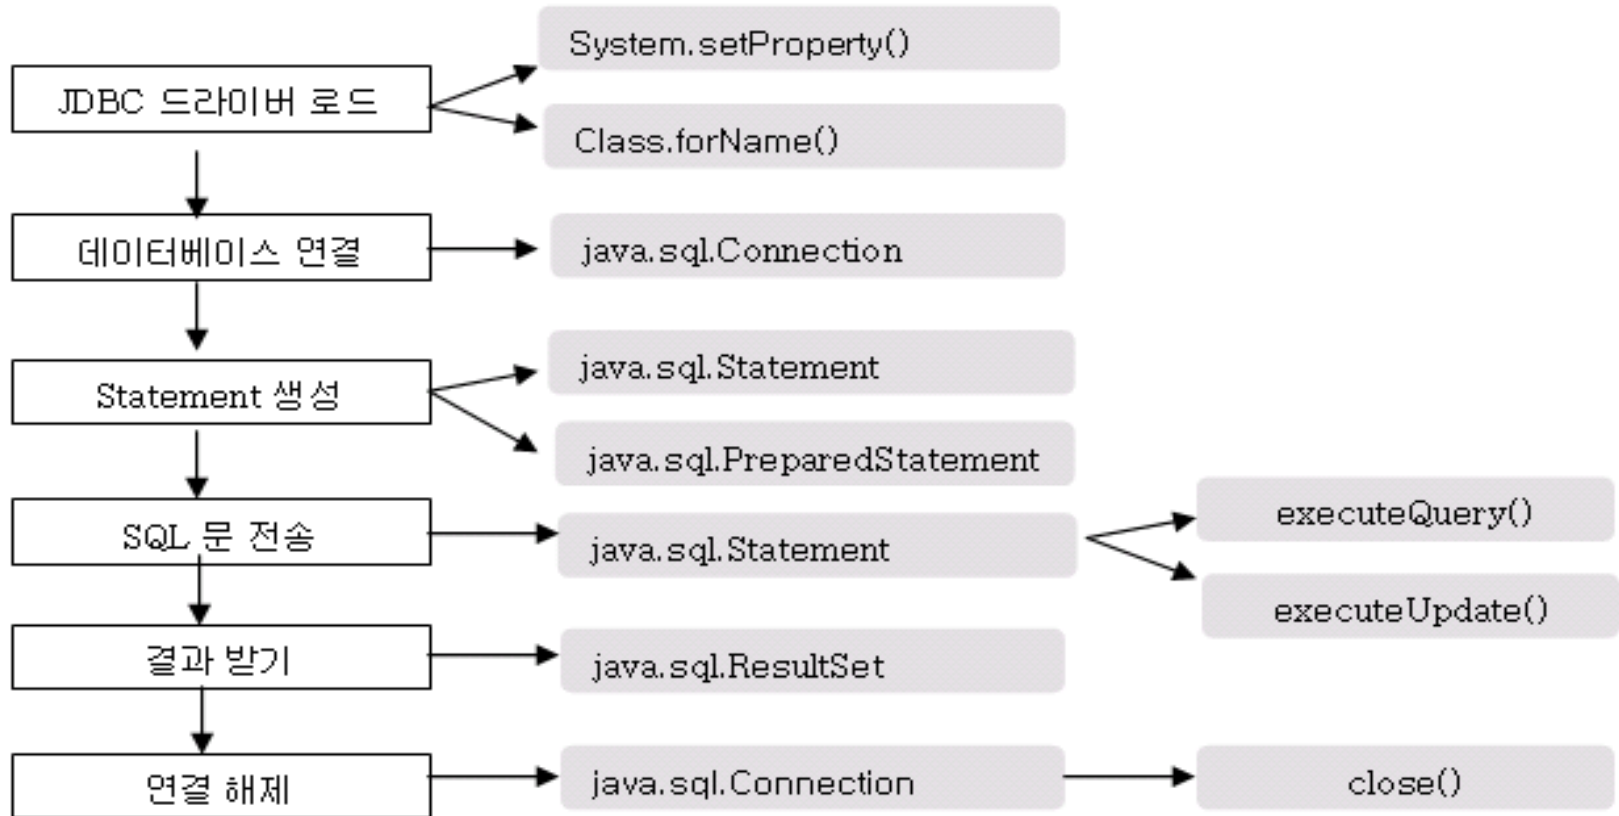 System.setProperty()
JDBC 드라이버 로드
Class.forName()
데이터베이스 연결
java.sql.Connection
java.sql.Statement
Statement 생성
java.sql.PreparedStatement
executeQuery()
SQL 문 전송
java.sql.Statement
executeUpdate()
결과 받기
java.sql.ResultSet
연결 해제
java.sql.Connection
close()